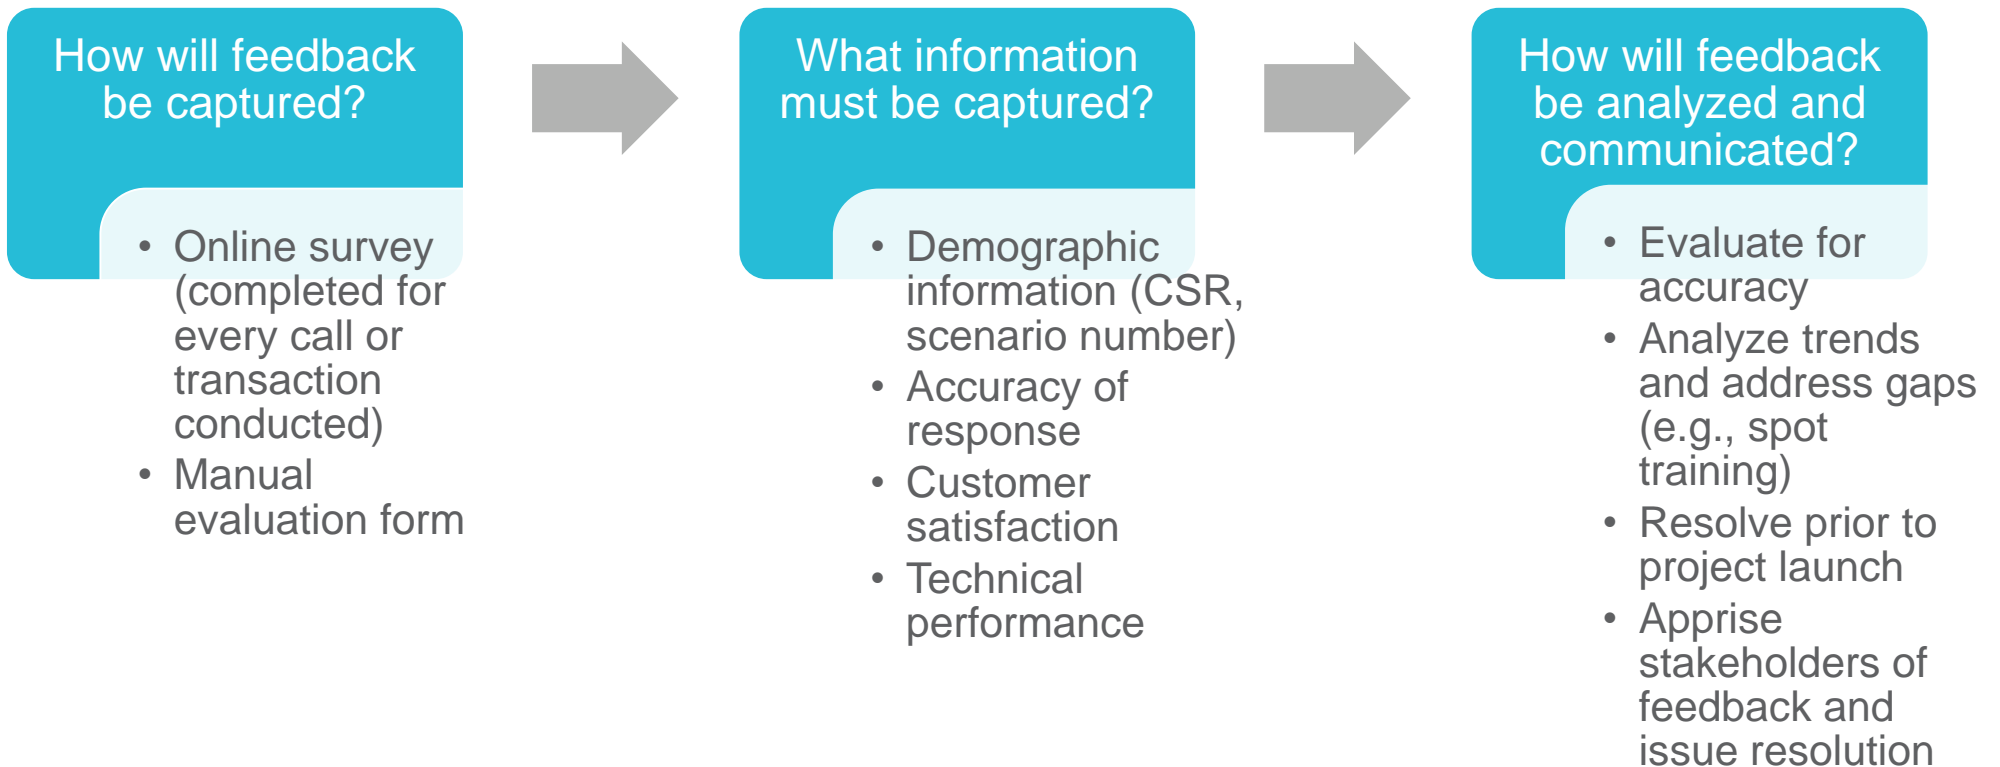 How will feedback
be captured?
• Online survey
(completed for
every call or
transaction
conducted)
• Manual
evaluation form
What information
must be captured?
• Demographic
information (CSR,
scenario number)
• Accuracy of
response
• Customer
satisfaction
• Technical
performance
How will feedback
be analyzed and
communicated?
• Evaluate for
accuracy
• Analyze trends
and address gaps
(e.g., spot
training)
• Resolve prior to
project launch
• Apprise
stakeholders of
feedback and
issue resolution